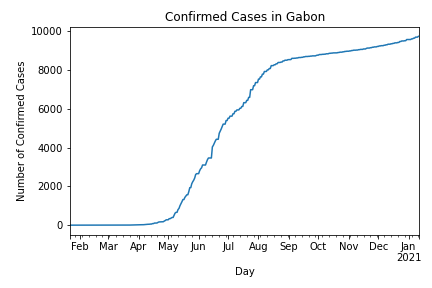 Confirmed Cases in Gabon
Number of Confirmed Cases
10000
8000
6000
4000
2000
0
Feb Mar Apr May Jun Jul Aug Sep Oct Nov Dec Jan
2021
Day